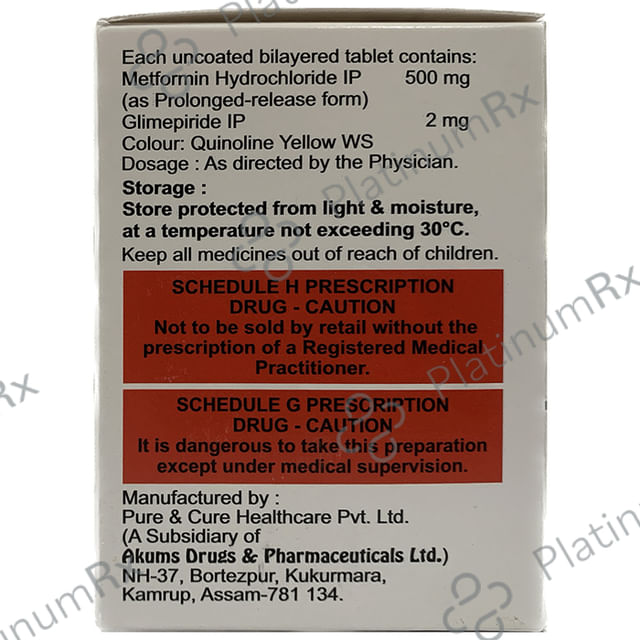 Each uncoated bilayered tablet contains:
Metformin Hydrochloride IP 500 mg
(as Prolonged-release form)
Glimepiride IP 2 mg
Colour: Quinoline Yellow WS
Dosage : As directed by the Physician.
Storage :
Store protected from light & moisture,
at a temperature not exceeding 30°C.
Keep all medicines out of reach of children.
SCHEDULE H PRESCRIPTION
DRUG - CAUTION
Not to be sold by retail without the
prescription of a Registered Medical
Practitioner.
SCHEDULE G PRESCRIPTION
DRUG - CAUTION
It is dangerous to take this preparation
except under medical supervision.
Manufactured by :
Pure & Cure Healthcare Pvt. Ltd.
(A Subsidiary of
Akums Drugs & Pharmaceuticals Ltd.)
NH-37, Bortezpur, Kukurmara,
Kamrup, Assam-781 134.
PlatinumRx
PlatinumRx
PlatinumRx
PlatinumRx